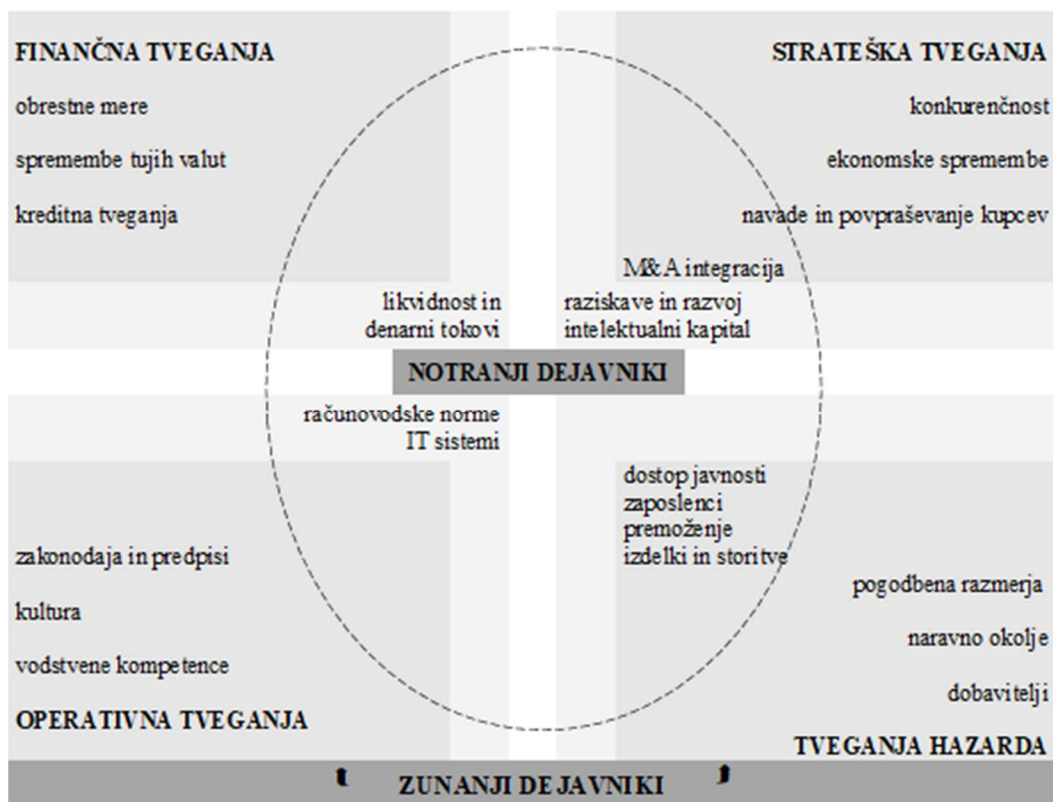 FINANČNA TVEGANJA
obrestne mere
spremembe tujih valut
kreditna tveganja
likvidnost in
denarni tokovi
STRATEŠKA TVEGANJA
konkurenčnost
ekonomske spremembe
navade in povpraševanje kupcev
M&A integracija
raziskave in razvoj
intelektualni kapital
NOTRANJI DEJAVNIKI
računovodske norme
IT sistemi
zakonodaja in predpisi
kultura
vodstvene kompetence
OPERATIVNA TVEGANJA
dostop javnosti
zaposlenci
premoženje
izdelki in storitve
pogodbena razmerja
naravno okolje
dobavitelji
TVEGANJA HAZARDA
ZUNANJI DEJAVNIKI